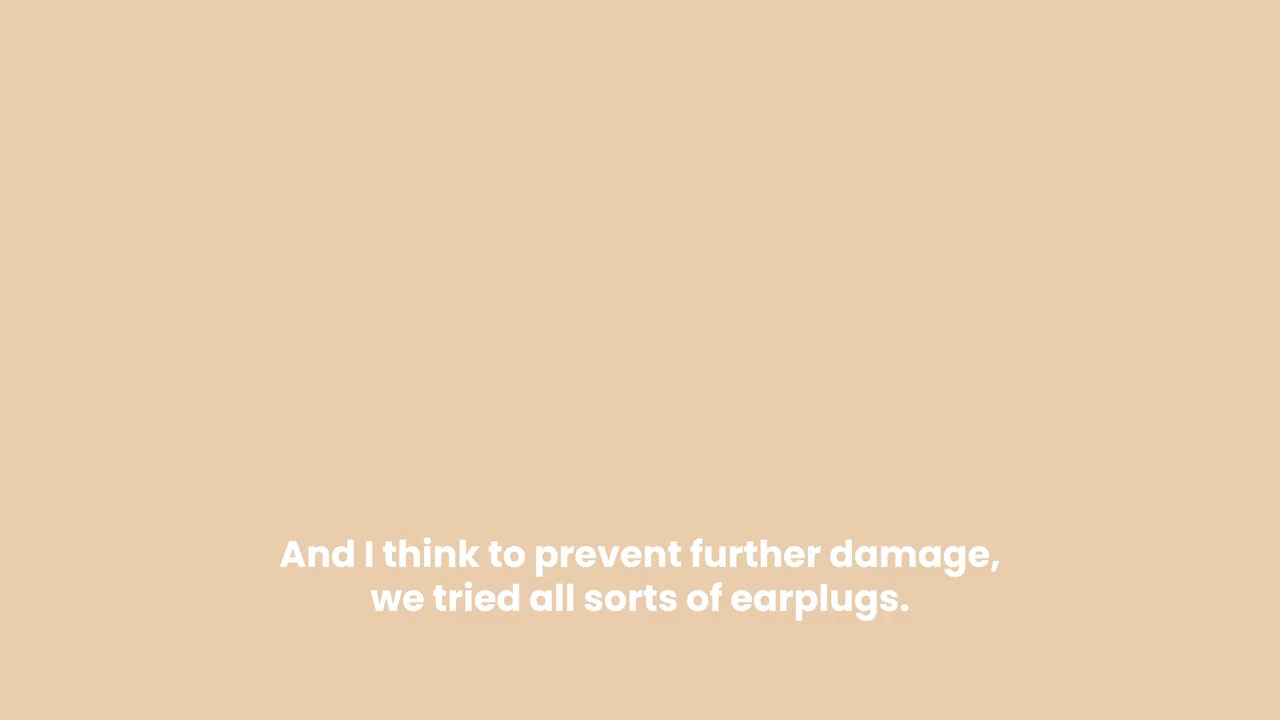 And I think to prevent further damage,
we tried all sorts of earplugs.